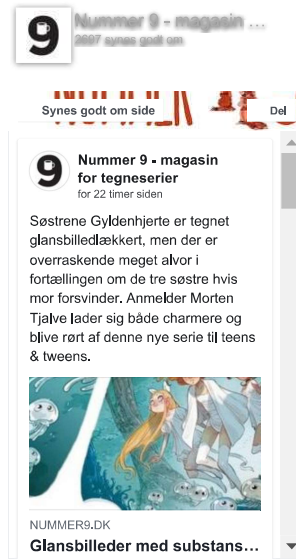 9
Nummer 9 - magasin ...
2697 synes godt om
NUMMER
Synes godt om side
Del
9
Nummer 9 - magasin
for tegneserier
for 22 timer siden
Søstrene Gyldenhjerte er tegnet
glansbilledlækkert, men der er
overraskende meget alvor i
fortællingen om de tre søstre hvis
mor forsvinder. Anmelder Morten
Tjalve lader sig både charmere og
blive rørt af denne nye serie til teens
& tweens.
NUMMER9.DK
Glansbilleder med substans...